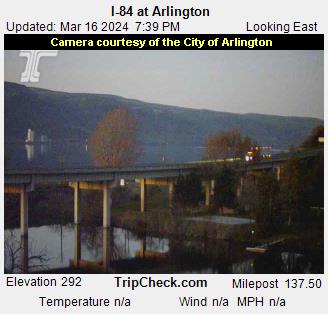 I-84 at Arlington
Updated: Mar 16 2024 7:39 PM Looking East
Camera courtesy of the City of Arlington
Elevation 292 TripCheck.com Milepost 137.50
Temperature n/a Wind n/a MPH n/a